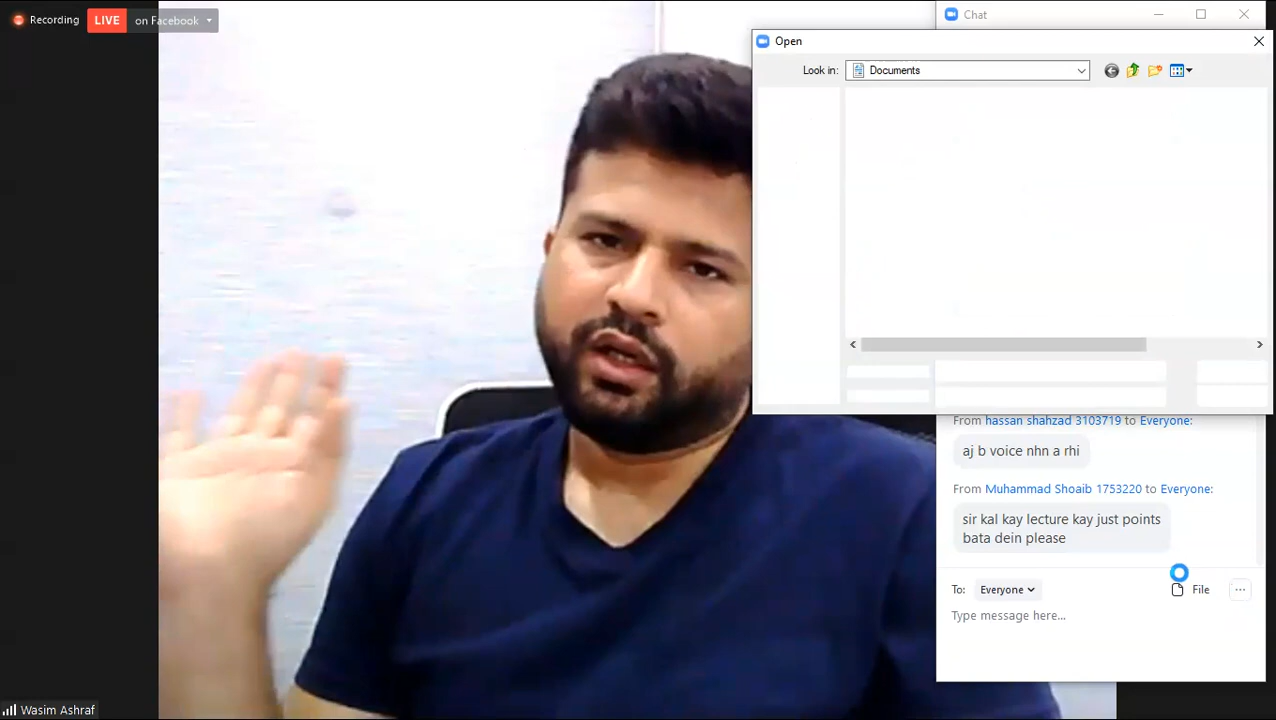 Recording
LIVE
on Facebook
Chat
Open
Look in:
Documents
From hassan shahzad 3103719 to Everyone:
aj b voice nhn a rhi
From Muhammad Shoaib 1753220 to Everyone:
sir kal kay lecture kay just points
bata dein please
To: Everyone
File
Type message here...
Wasim Ashraf